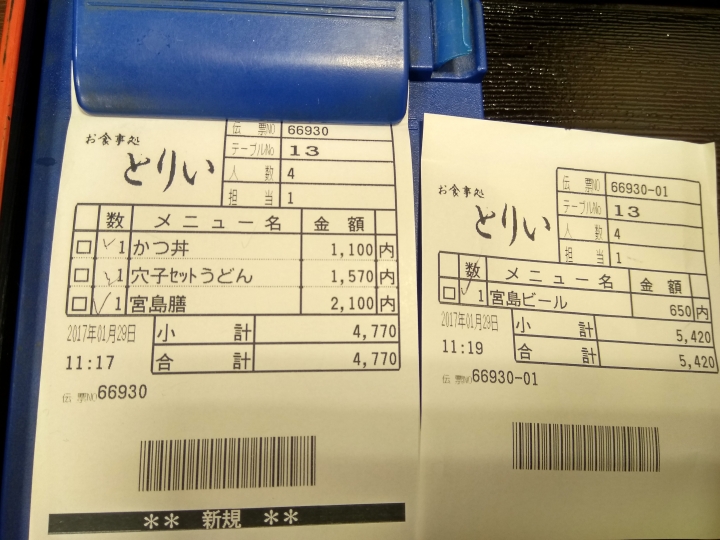 お食事処
とりい
伝 票NO 66930
テーブルNo 13
人 数 4
担 当 1
数 メニュー名 金 額
1 かつ丼 1,100 内
1 穴子セットうどん 1,570 内
1 宮島膳 2,100 内
2017年01月29日
11:17
小 計 4,770
合 計 4,770
伝 票NO 66930
** 新規 **
お食事処
とりい
伝 票NO 66930-01
テーブルNo 13
人 数 4
担 当 1
数 メニュー名 金 額
1 宮島ビール 650 内
2017年01月29日
11:19
小 計 5,420
合 計 5,420
伝 票NO 66930-01